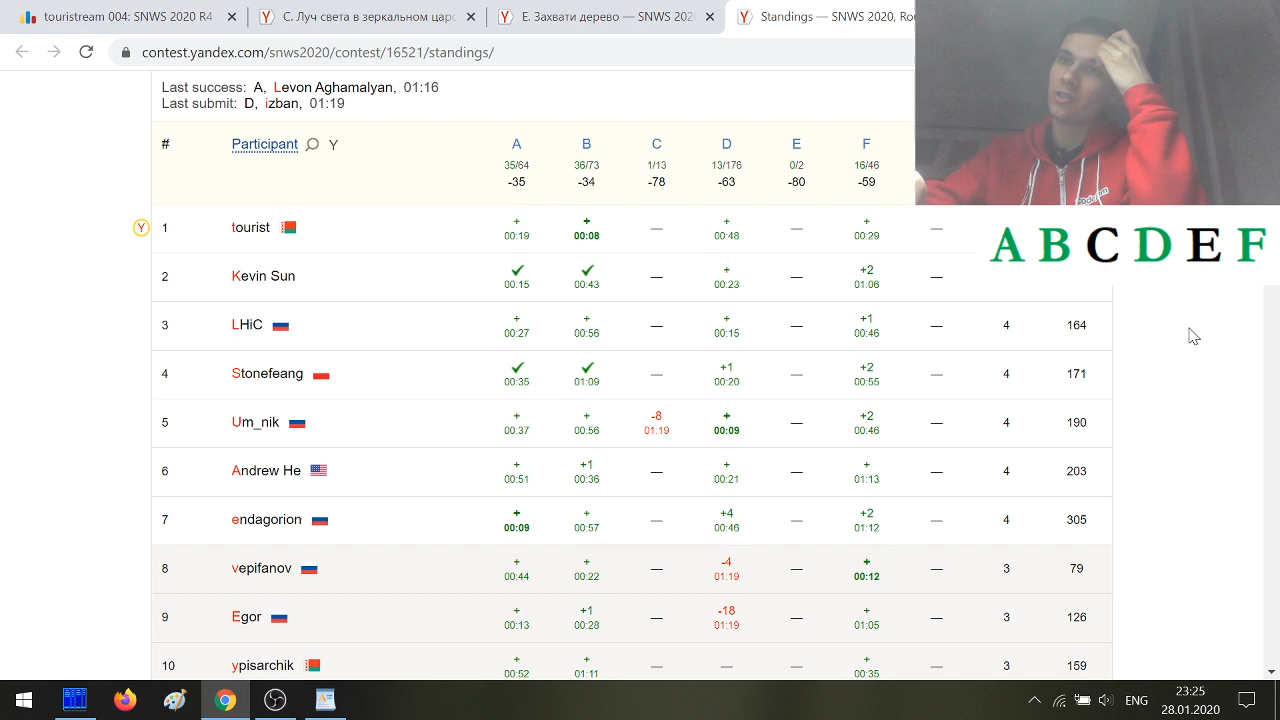 touristream 004: SNWS 2020 R4
С. Луч света в зеркальном цар
E. Захвати дерево — SNWS 202
Standings — SNWS 2020, Rou
contest.yandex.com/snws2020/contest/16521/standings/
Last success: A, Levon Aghamalyan, 01:16
Last submit: D, izban, 01:19
# Participant Y A B C D E F
35/64 36/73 1/13 13/176 0/2 16/46
-35 -34 -78 -63 -80 -59
Y 1 tourist + + — + — + —
00:19 00:08 00:48 00:29
A B C D E F
2 Kevin Sun ✓ ✓ — + — +2 —
00:15 00:43 00:23 01:06
3 LHiC + + — + — +1 — 4 164
00:27 00:56 00:15 00:46
4 Stonefeang ✓ ✓ — +1 — +2 — 4 171
00:35 01:09 00:20 00:55
5 Um_nik + + -8 + — +2 — 4 190
00:37 00:56 01:19 00:09 00:46
6 Andrew He + +1 — + — + — 4 203
00:51 00:36 00:21 01:13
7 endagorion + + — +4 — +2 — 4 305
00:09 00:57 00:46 01:12
8 vepifanov + + — -4 — + — 3 79
00:44 00:22 01:19 00:12
9 Egor + +1 — -18 — + — 3 126
00:13 00:28 01:19 01:05
10 ypisarchik + + — — — + — 3 159
00:52 01:11 00:35
ENG
23:25
28.01.2020